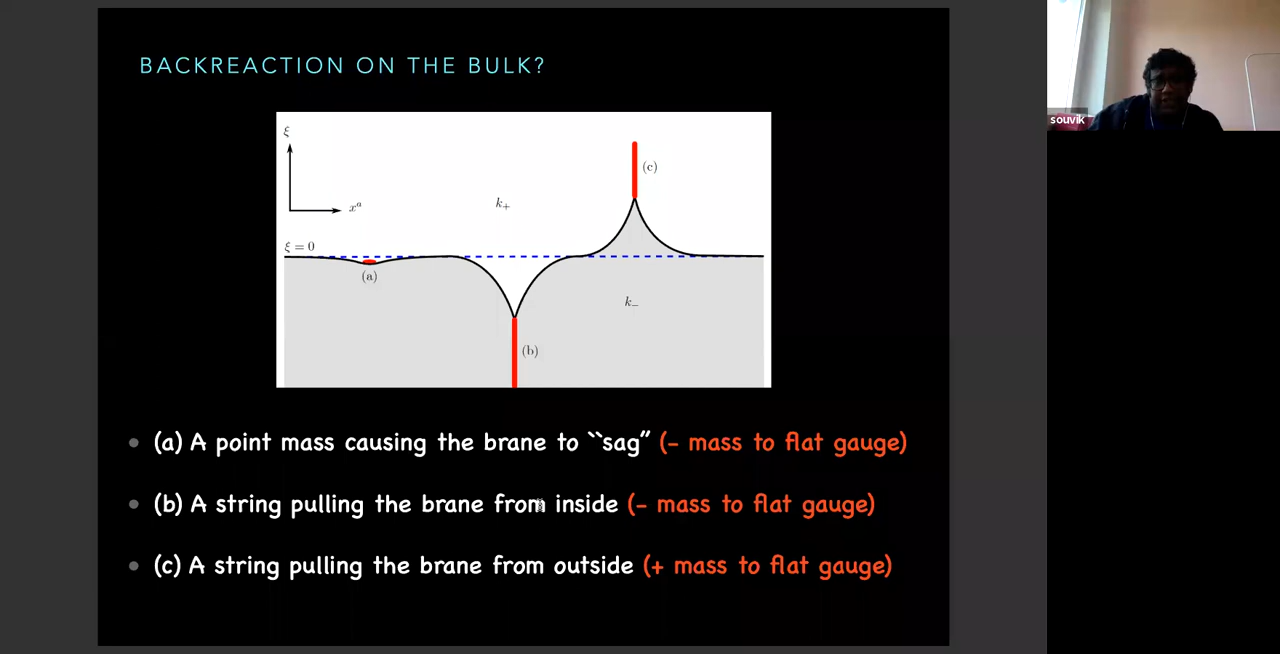 BACKREACTION ON THE BULK?
ξ
(c)
k₊
xᵃ
ξ = 0
(a)
k₋
(b)
• (a) A point mass causing the brane to ``sag” (- mass to flat gauge)
• (b) A string pulling the brane from inside (- mass to flat gauge)
• (c) A string pulling the brane from outside (+ mass to flat gauge)
souvik